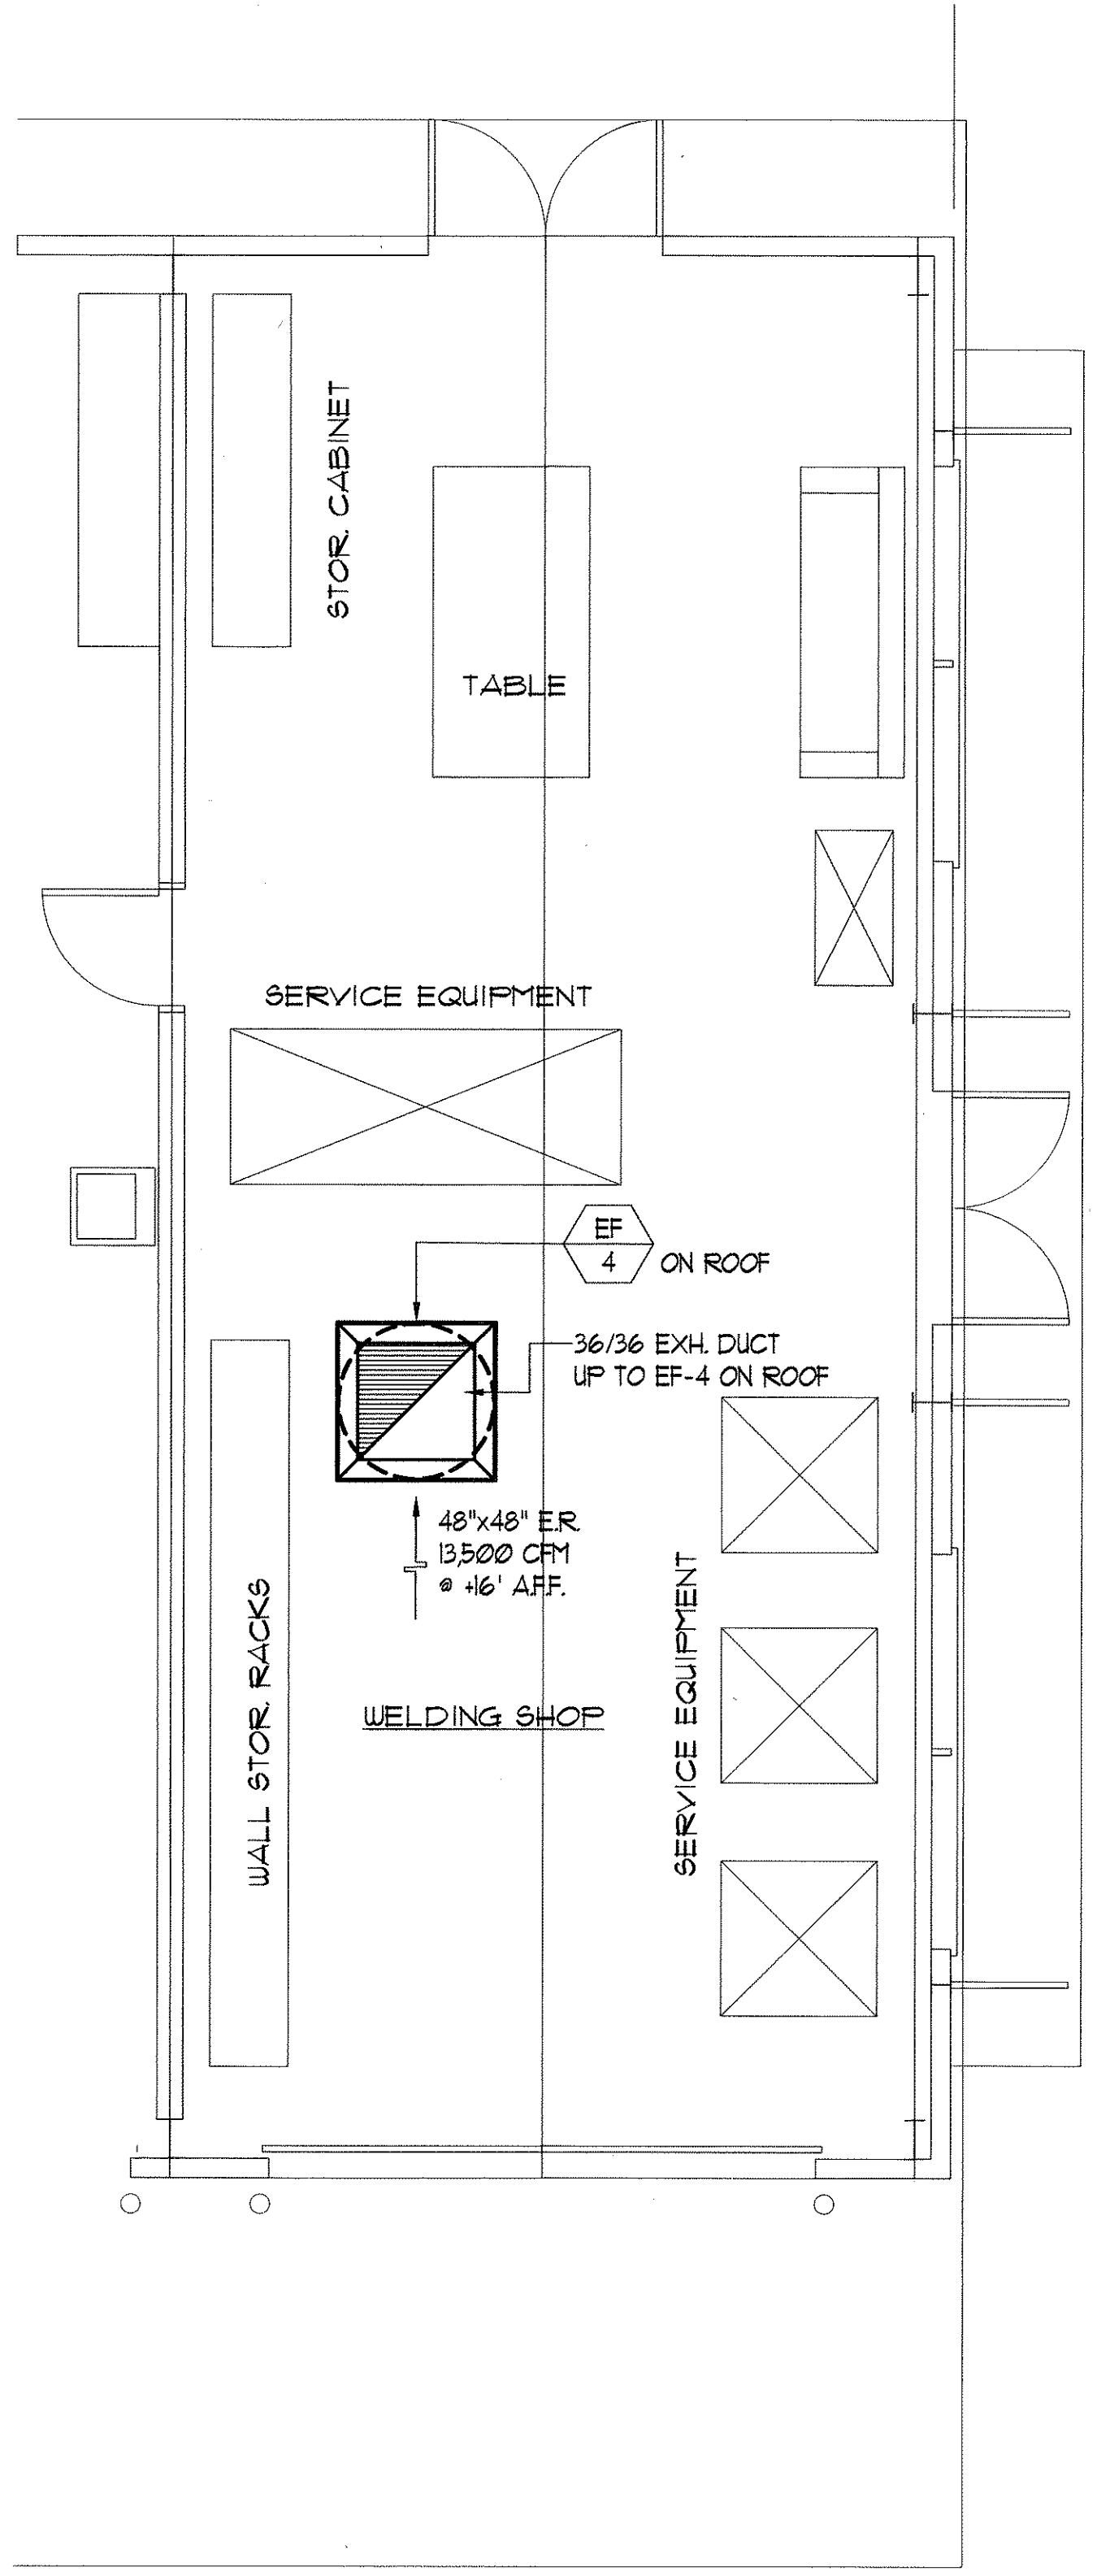 STOR. CABINET
TABLE
SERVICE EQUIPMENT
EF
4
ON ROOF
36/36 EXH. DUCT
UP TO EF-4 ON ROOF
48"x48" E.R.
13,500 CFM
@ +16' A.F.F.
WALL STOR. RACKS
SERVICE EQUIPMENT
WELDING SHOP